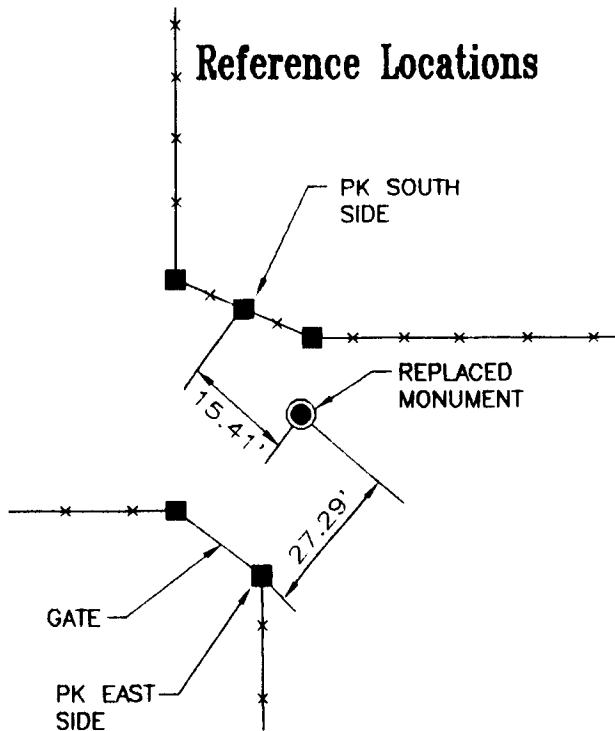 Reference Locations
PK SOUTH
SIDE
REPLACED
MONUMENT
15.41'
27.29'
GATE
PK EAST
SIDE